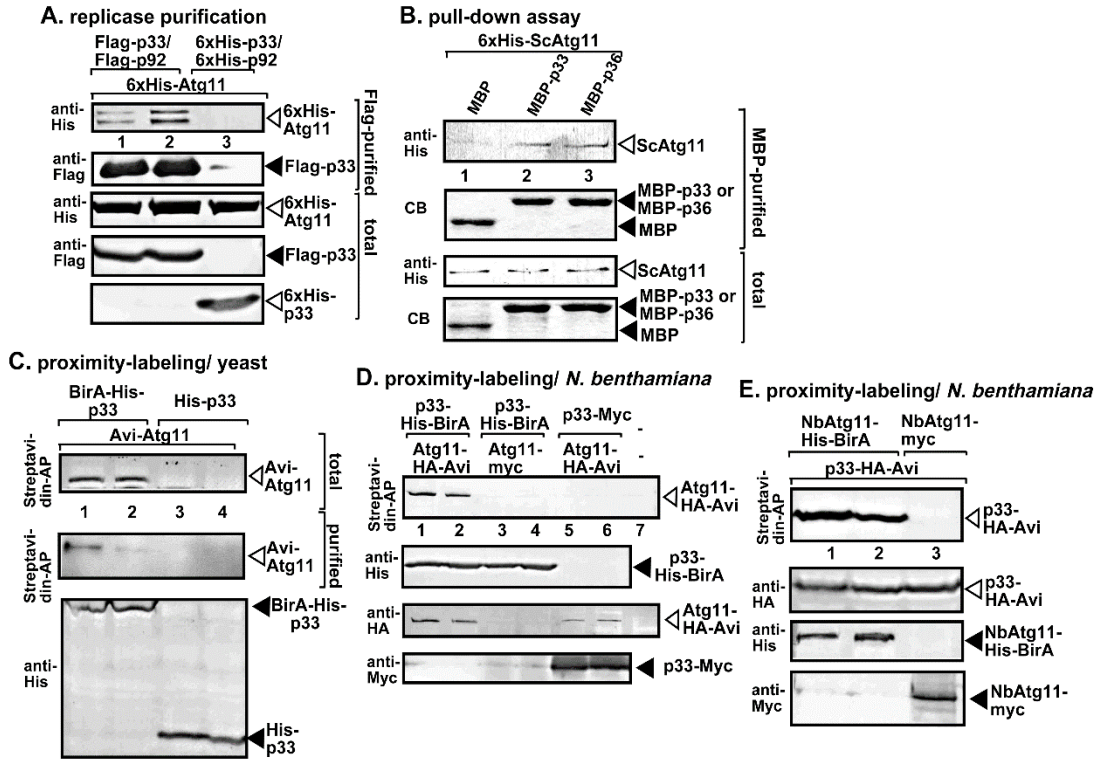 A. replicase purification
Flag-p33/ 6xHis-p33/
Flag-p92 6xHis-p92
6xHis-Atg11
anti-
His
6xHis-
Atg11
1 2 3
anti-
Flag
Flag-p33
Flag-purified
anti-
His
6xHis-
Atg11
anti-
Flag
Flag-p33
6xHis-
p33
total
B. pull-down assay
6xHis-ScAtg11
MBP
MBP-p33
MBP-p36
anti-
His
ScAtg11
1 2 3
CB
MBP-p33 or
MBP-p36
MBP
MBP-purified
anti-
His
ScAtg11
CB
MBP-p33 or
MBP-p36
MBP
total
C. proximity-labeling/ yeast
BirA-His-
p33
His-p33
Avi-Atg11
Streptavi-
din-AP
Avi-
Atg11
total
1 2 3 4
Streptavi-
din-AP
Avi-
Atg11
purified
anti-
His
BirA-His-
p33
His-
p33
D. proximity-labeling/ N. benthamiana
p33- p33- p33-Myc -
His-BirA His-BirA
Atg11- Atg11- Atg11- -
HA-Avi myc HA-Avi
Streptavi-
din-AP
Atg11-
HA-Avi
1 2 3 4 5 6 7
anti-
His
p33-
His-BirA
anti-
HA
Atg11-
HA-Avi
anti-
Myc
p33-Myc
E. proximity-labeling/ N. benthamiana
NbAtg11- NbAtg11-
His-BirA myc
p33-HA-Avi
Streptavi-
din-AP
p33-
HA-Avi
1 2 3
anti-
HA
p33-
HA-Avi
anti-
His
NbAtg11-
His-BirA
anti-
Myc
NbAtg11-
myc